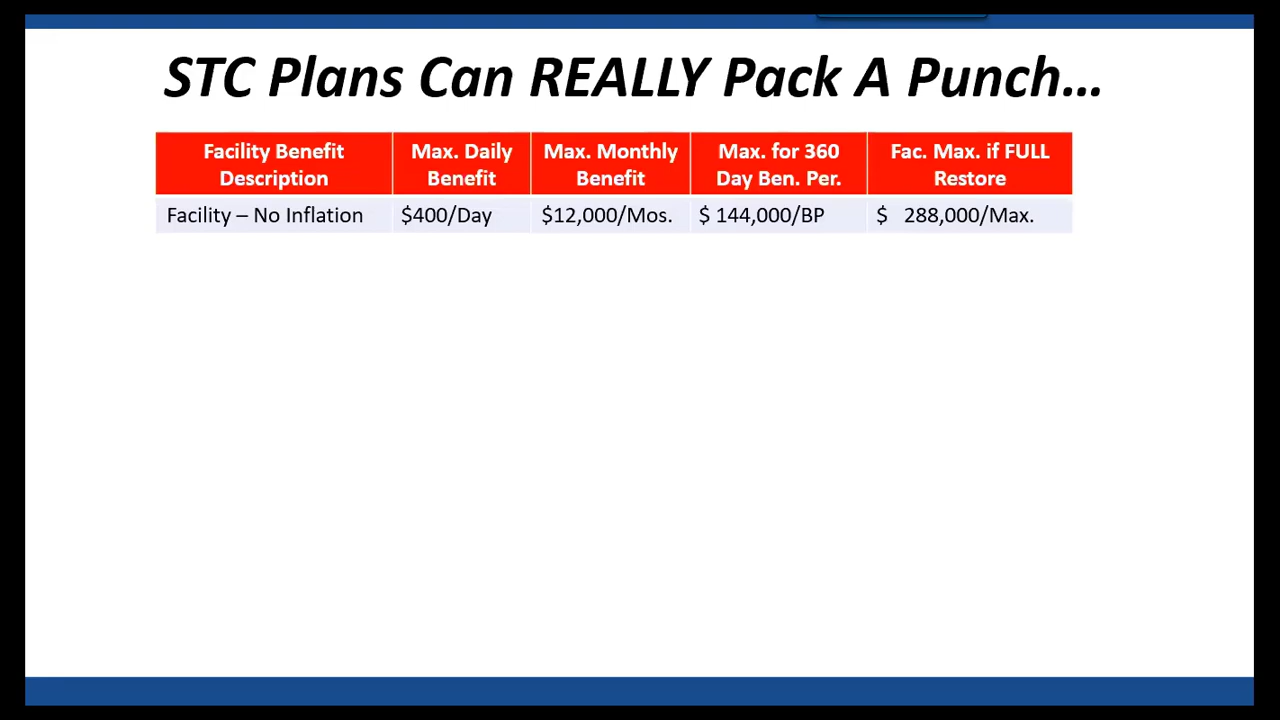 STC Plans Can REALLY Pack A Punch...
Facility Benefit Description Max. Daily Benefit Max. Monthly Benefit Max. for 360 Day Ben. Per. Fac. Max. if FULL Restore
Facility – No Inflation $400/Day $12,000/Mos. $ 144,000/BP $ 288,000/Max.